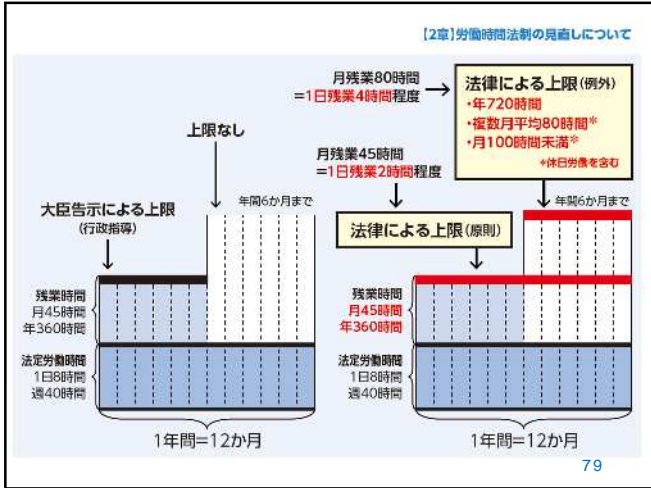 【2章】労働時間法制の見直しについて
上限なし
大臣告示による上限
(行政指導)
年間6か月まで
残業時間
月45時間
年360時間
法定労働時間
1日8時間
週40時間
1年間=12か月
月残業80時間
=1日残業4時間程度
法律による上限(例外)
・年720時間
・複数月平均80時間*
・月100時間未満*
*休日労働を含む
月残業45時間
=1日残業2時間程度
年間6か月まで
法律による上限(原則)
残業時間
月45時間
年360時間
法定労働時間
1日8時間
週40時間
1年間=12か月
79